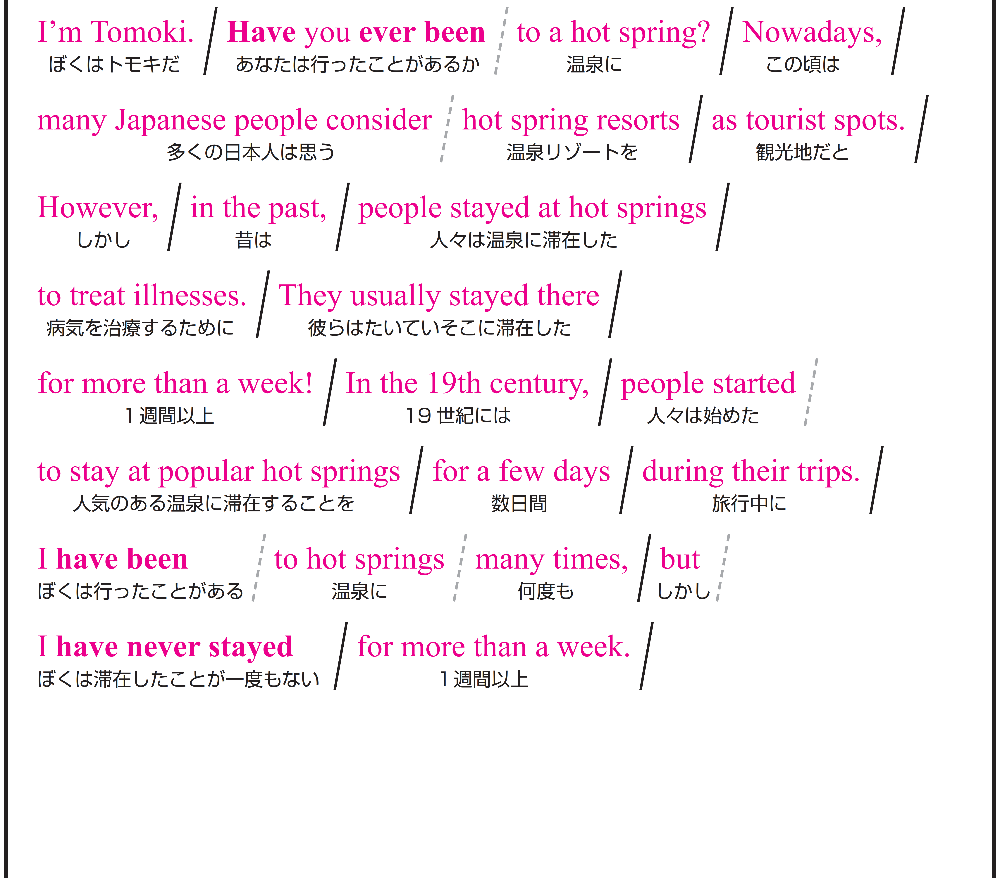 I’m Tomoki. Have you ever been to a hot spring? Nowadays,
ぼくはトモキだ あなたは行ったことがあるか 温泉に この頃は
many Japanese people consider hot spring resorts as tourist spots.
多くの日本人は思う 温泉リゾートを 観光地だと
However, in the past, people stayed at hot springs
しかし 昔は 人々は温泉に滞在した
to treat illnesses. They usually stayed there
病気を治療するために 彼らはたいていそこに滞在した
for more than a week! In the 19th century, people started
1週間以上 19世紀には 人々は始めた
to stay at popular hot springs for a few days during their trips.
人気のある温泉に滞在することを 数日間 旅行中に
I have been to hot springs many times, but
ぼくは行ったことがある 温泉に 何度も しかし
I have never stayed for more than a week.
ぼくは滞在したことが一度もない 1週間以上